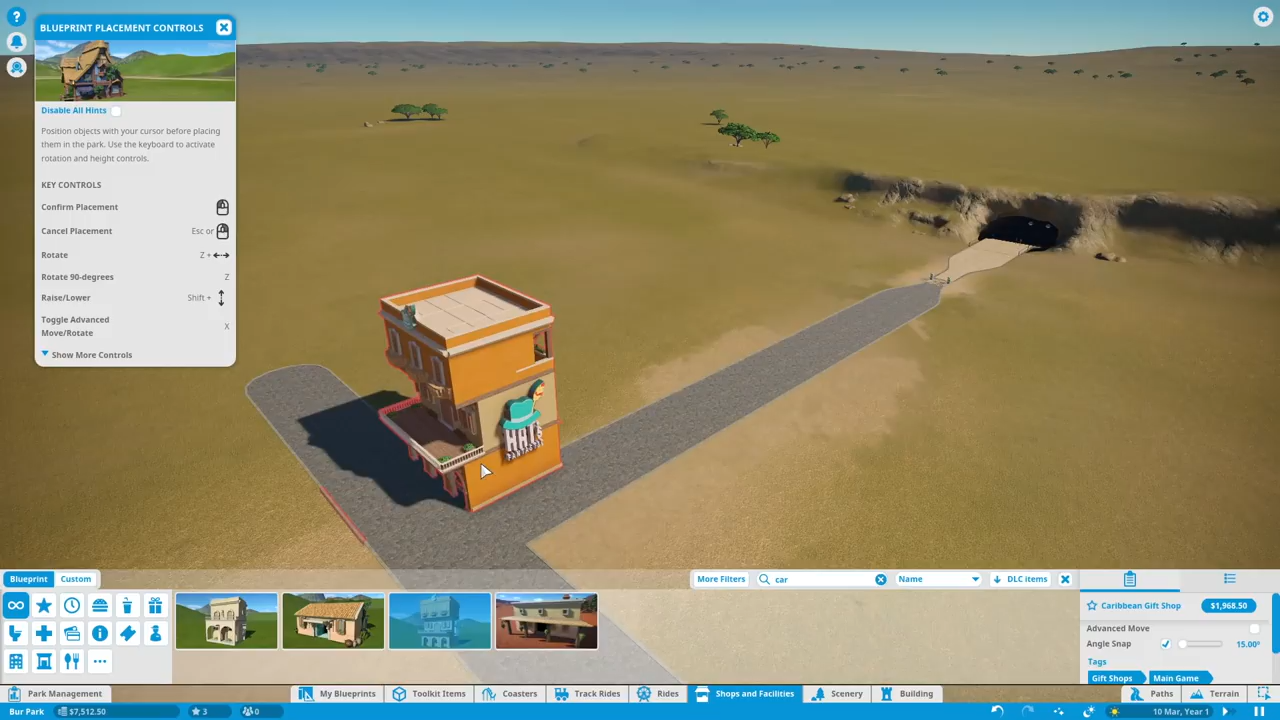 ?
BLUEPRINT PLACEMENT CONTROLS
Disable All Hints
Position objects with your cursor before placing
them in the park. Use the keyboard to activate
rotation and height controls.
KEY CONTROLS
Confirm Placement
Cancel Placement Esc or
Rotate Z +
Rotate 90-degrees Z
Raise/Lower Shift +
Toggle Advanced
Move/Rotate X
Show More Controls
HATS
FANTASTIC
Blueprint Custom More Filters car Name DLC items
Caribbean Gift Shop $1,968.50
Advanced Move
Angle Snap 15.00°
Tags
Gift Shops Main Game
Park Management My Blueprints Toolkit Items Coasters Track Rides Rides Shops and Facilities Scenery Building Paths Terrain
Bur Park $7,512.50 3 0 10 Mar, Year 1